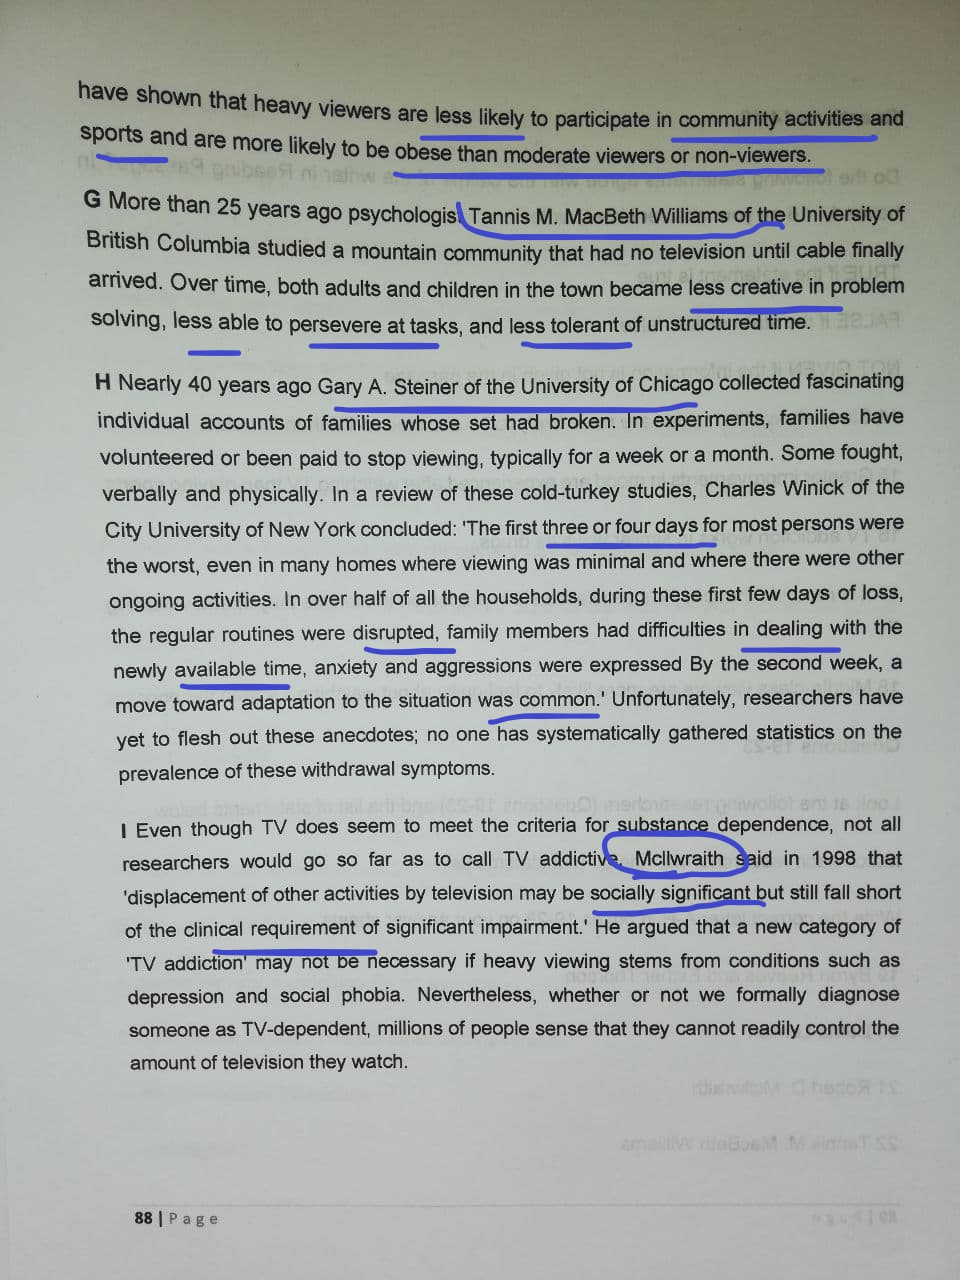 have shown that heavy viewers are less likely to participate in community activities and
sports and are more likely to be obese than moderate viewers or non-viewers.
G More than 25 years ago psychologist Tannis M. MacBeth Williams of the University of
British Columbia studied a mountain community that had no television until cable finally
arrived. Over time, both adults and children in the town became less creative in problem
solving, less able to persevere at tasks, and less tolerant of unstructured time.
H Nearly 40 years ago Gary A. Steiner of the University of Chicago collected fascinating
individual accounts of families whose set had broken. In experiments, families have
volunteered or been paid to stop viewing, typically for a week or a month. Some fought,
verbally and physically. In a review of these cold-turkey studies, Charles Winick of the
City University of New York concluded: 'The first three or four days for most persons were
the worst, even in many homes where viewing was minimal and where there were other
ongoing activities. In over half of all the households, during these first few days of loss,
the regular routines were disrupted, family members had difficulties in dealing with the
newly available time, anxiety and aggressions were expressed By the second week, a
move toward adaptation to the situation was common.' Unfortunately, researchers have
yet to flesh out these anecdotes; no one has systematically gathered statistics on the
prevalence of these withdrawal symptoms.
I Even though TV does seem to meet the criteria for substance dependence, not all
researchers would go so far as to call TV addictive. McIlwraith said in 1998 that
'displacement of other activities by television may be socially significant but still fall short
of the clinical requirement of significant impairment.' He argued that a new category of
'TV addiction' may not be necessary if heavy viewing stems from conditions such as
depression and social phobia. Nevertheless, whether or not we formally diagnose
someone as TV-dependent, millions of people sense that they cannot readily control the
amount of television they watch.
88 | Page